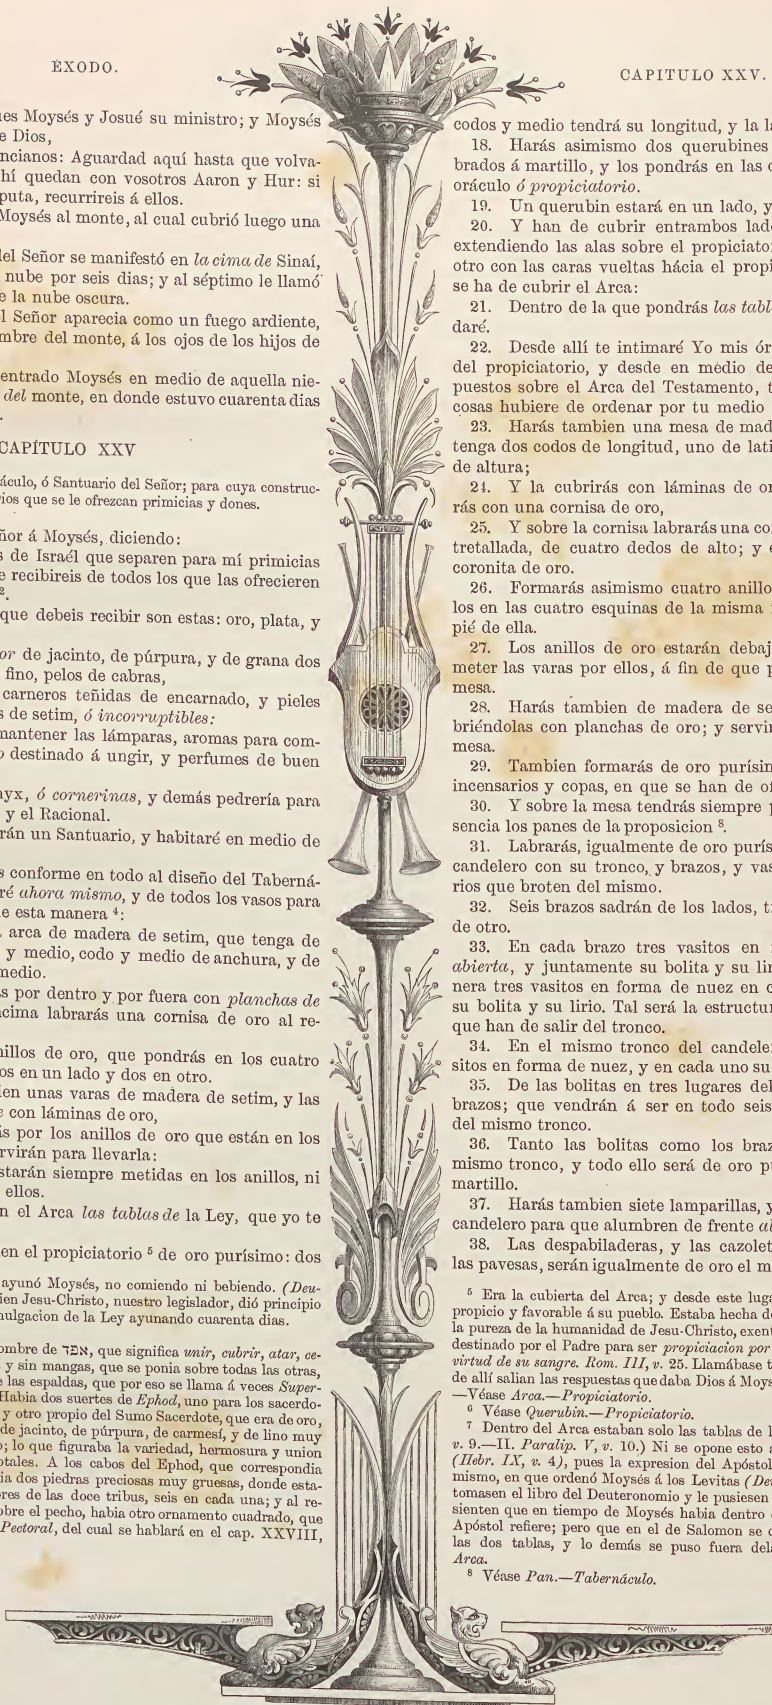 ÉXODO.
es Moysés y Josué su ministro; y Moysés
e Dios,
ncianos: Aguardad aquí hasta que volva-
hí quedan con vosotros Aaron y Hur: si
puta, recurrireis á ellos.
Moysés al monte, al cual cubrió luego una
del Señor se manifestó en la cima de Sinaí,
nube por seis dias; y al séptimo le llamó
e la nube oscura.
l Señor aparecia como un fuego ardiente,
mbre del monte, á los ojos de los hijos de
entrado Moysés en medio de aquella nie-
del monte, en donde estuvo cuarenta dias
.
CAPÍTULO XXV
áculo, ó Santuario del Señor; para cuya construc-
ios que se le ofrezcan primicias y dones.
ñor á Moysés, diciendo:
s de Israél que separen para mí primicias
e recibireis de todos los que las ofrecieren
².
que debeis recibir son estas: oro, plata, y
or de jacinto, de púrpura, y de grana dos
fino, pelos de cabras,
carneros teñidas de encarnado, y pieles
s de setim, ó incorruptibles:
mantener las lámparas, aromas para com-
o destinado á ungir, y perfumes de buen
nyx, ó cornerinas, y demás pedrería para
y el Racional.
rán un Santuario, y habitaré en medio de
s conforme en todo al diseño del Taberná-
ré ahora mismo, y de todos los vasos para
e esta manera ⁴:
arca de madera de setim, que tenga de
y medio, codo y medio de anchura, y de
medio.
s por dentro y por fuera con planchas de
ncima labrarás una cornisa de oro al re-
nillos de oro, que pondrás en los cuatro
os en un lado y dos en otro.
ien unas varas de madera de setim, y las
e con láminas de oro,
ás por los anillos de oro que están en los
rvirán para llevarla:
starán siempre metidas en los anillos, ni
ellos.
n el Arca las tablas de la Ley, que yo te
en el propiciatorio ⁵ de oro purísimo: dos
ayunó Moysés, no comiendo ni bebiendo. (Deu-
ien Jesu-Christo, nuestro legislador, dió principio
mulgacion de la Ley ayunando cuarenta dias.
ombre de אפד, que significa unir, cubrir, atar, ce-
y sin mangas, que se ponia sobre todas las otras,
e las espaldas, que por eso se llama á veces Super-
Habia dos suertes de Ephod, uno para los sacerdo-
y otro propio del Sumo Sacerdote, que era de oro,
de jacinto, de púrpura, de carmesí, y de lino muy
o; lo que figuraba la variedad, hermosura y union
otales. A los cabos del Ephod, que correspondia
ia dos piedras preciosas muy gruesas, donde esta-
res de las doce tribus, seis en cada una; y al re-
obre el pecho, habia otro ornamento cuadrado, que
Pectoral, del cual se hablará en el cap. XXVIII,
CAPITULO XXV.
codos y medio tendrá su longitud, y la la
18. Harás asimismo dos querubines
brados á martillo, y los pondrás en las
oráculo ó propiciatorio.
19. Un querubin estará en un lado, y
20. Y han de cubrir entrambos lad
extendiendo las alas sobre el propiciato
otro con las caras vueltas hácia el propi
se ha de cubrir el Arca:
21. Dentro de la que pondrás las tabl
daré.
22. Desde allí te intimaré Yo mis ór
del propiciatorio, y desde en medio de
puestos sobre el Arca del Testamento, t
cosas hubiere de ordenar por tu medio
23. Harás tambien una mesa de mad
tenga dos codos de longitud, uno de lati
de altura;
24. Y la cubrirás con láminas de or
rás con una cornisa de oro,
25. Y sobre la cornisa labrarás una co
tretallada, de cuatro dedos de alto; y
coronita de oro.
26. Formarás asimismo cuatro anillo
los en las cuatro esquinas de la misma
pié de ella.
27. Los anillos de oro estarán debaj
meter las varas por ellos, á fin de que p
mesa.
28. Harás tambien de madera de se
briéndolas con planchas de oro; y servi
mesa.
29. Tambien formarás de oro purísin
incensarios y copas, en que se han de of
30. Y sobre la mesa tendrás siempre p
sencia los panes de la proposicion ⁸.
31. Labrarás, igualmente de oro purís
candelero con su tronco, y brazos, y vas
rios que broten del mismo.
32. Seis brazos sadrán de los lados, t
de otro.
33. En cada brazo tres vasitos en
abierta, y juntamente su bolita y su lir
nera tres vasitos en forma de nuez en c
su bolita y su lirio. Tal será la estructu
que han de salir del tronco.
34. En el mismo tronco del candele
sitos en forma de nuez, y en cada uno su
35. De las bolitas en tres lugares del
brazos; que vendrán á ser en todo seis
del mismo tronco.
36. Tanto las bolitas como los braz
mismo tronco, y todo ello será de oro pu
martillo.
37. Harás tambien siete lamparillas, y
candelero para que alumbren de frente al
38. Las despabiladeras, y las cazolet
las pavesas, serán igualmente de oro el m
⁵ Era la cubierta del Arca; y desde este luga
propicio y favorable á su pueblo. Estaba hecha d
la pureza de la humanidad de Jesu-Christo, exent
destinado por el Padre para ser propiciacion por
virtud de su sangre. Rom. III, v. 25. Llamábase t
de allí salian las respuestas que daba Dios á Moys
—Véase Arca.—Propiciatorio.
⁶ Véase Querubin.—Propiciatorio.
⁷ Dentro del Arca estaban solo las tablas de l
v. 9.—II. Paralip. V, v. 10.) Ni se opone esto a
(Hebr. IX, v. 4), pues la expresion del Apóstol
mismo, en que ordenó Moysés á los Levitas (De
tomasen el libro del Deuteronomio y le pusiesen
sienten que en tiempo de Moysés habia dentro
Apóstol refiere; pero que en el de Salomon se c
las dos tablas, y lo demás se puso fuera dela
Arca.
⁸ Véase Pan.—Tabernáculo.